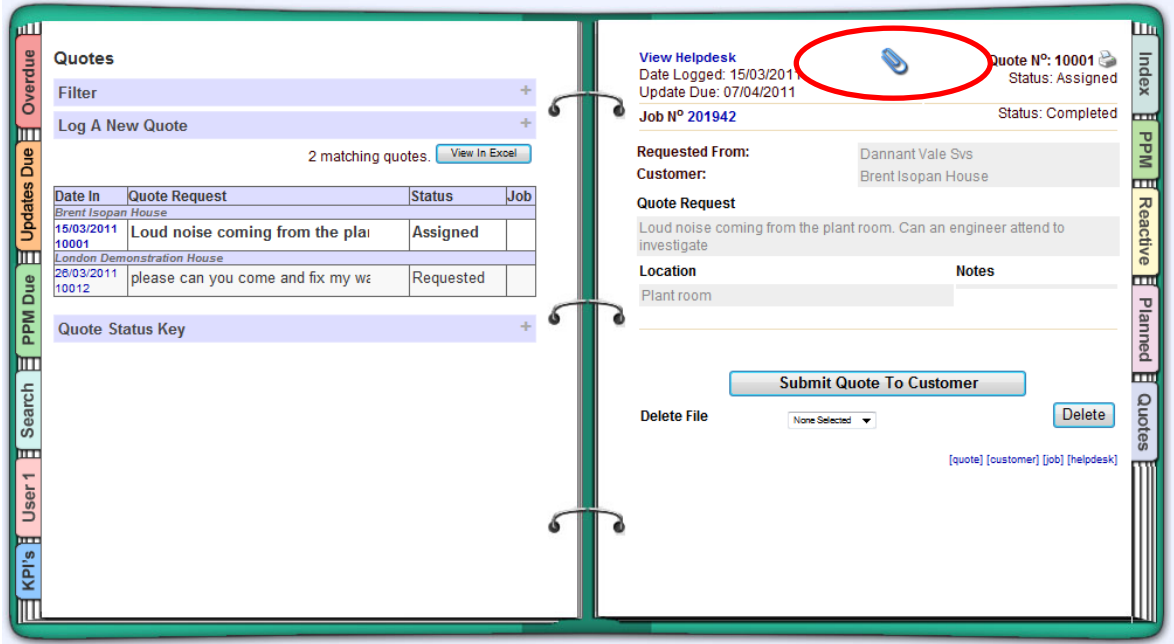 Overdue
Updates Due
PPM Due
Search
User 1
KPI's
Quotes
Filter +
Log A New Quote +
2 matching quotes. View In Excel
Date In Quote Request Status Job
Brent Isopan House
15/03/2011
10001 Loud noise coming from the plan Assigned
London Demonstration House
26/03/2011
10012 please can you come and fix my wa Requested
Quote Status Key +
View Helpdesk
Date Logged: 15/03/2011
Update Due: 07/04/2011
Quote Nº: 10001
Status: Assigned
Job Nº 201942
Status: Completed
Requested From: Dannant Vale Svs
Customer: Brent Isopan House
Quote Request
Loud noise coming from the plant room. Can an engineer attend to
investigate
Location Notes
Plant room
Submit Quote To Customer
Delete File None Selected Delete
[quote] [customer] [job] [helpdesk]
Index
PPM
Reactive
Planned
Quotes